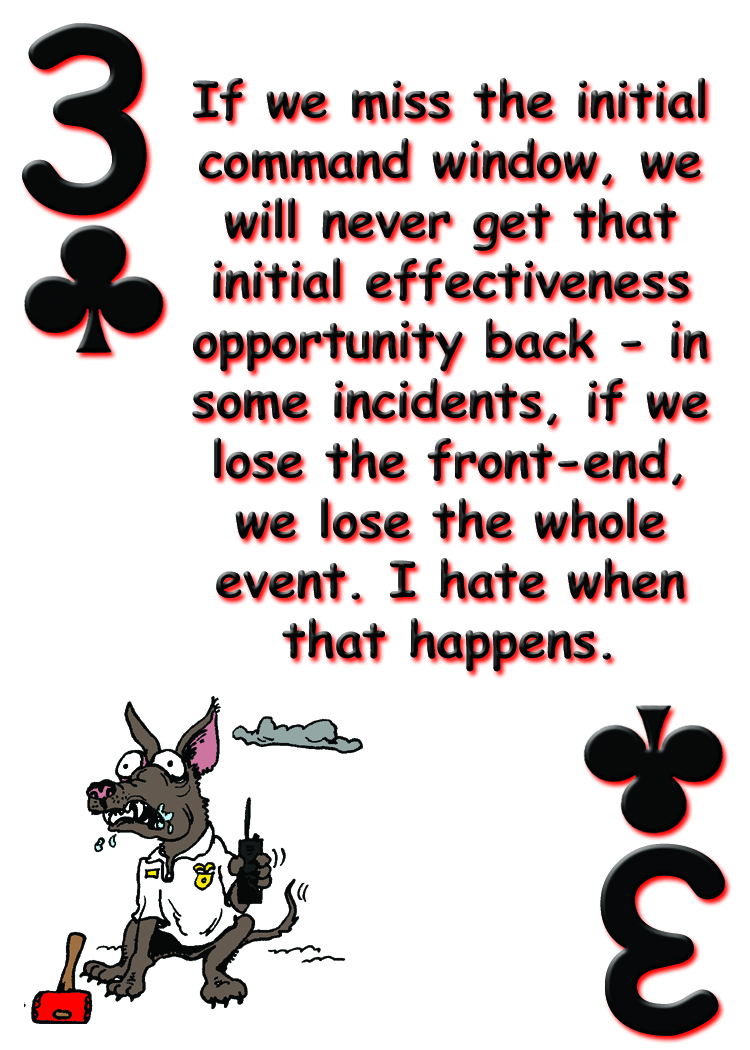 3
If we miss the initial
command window, we
will never get that
initial effectiveness
opportunity back - in
some incidents, if we
lose the front-end,
we lose the whole
event. I hate when
that happens.
3